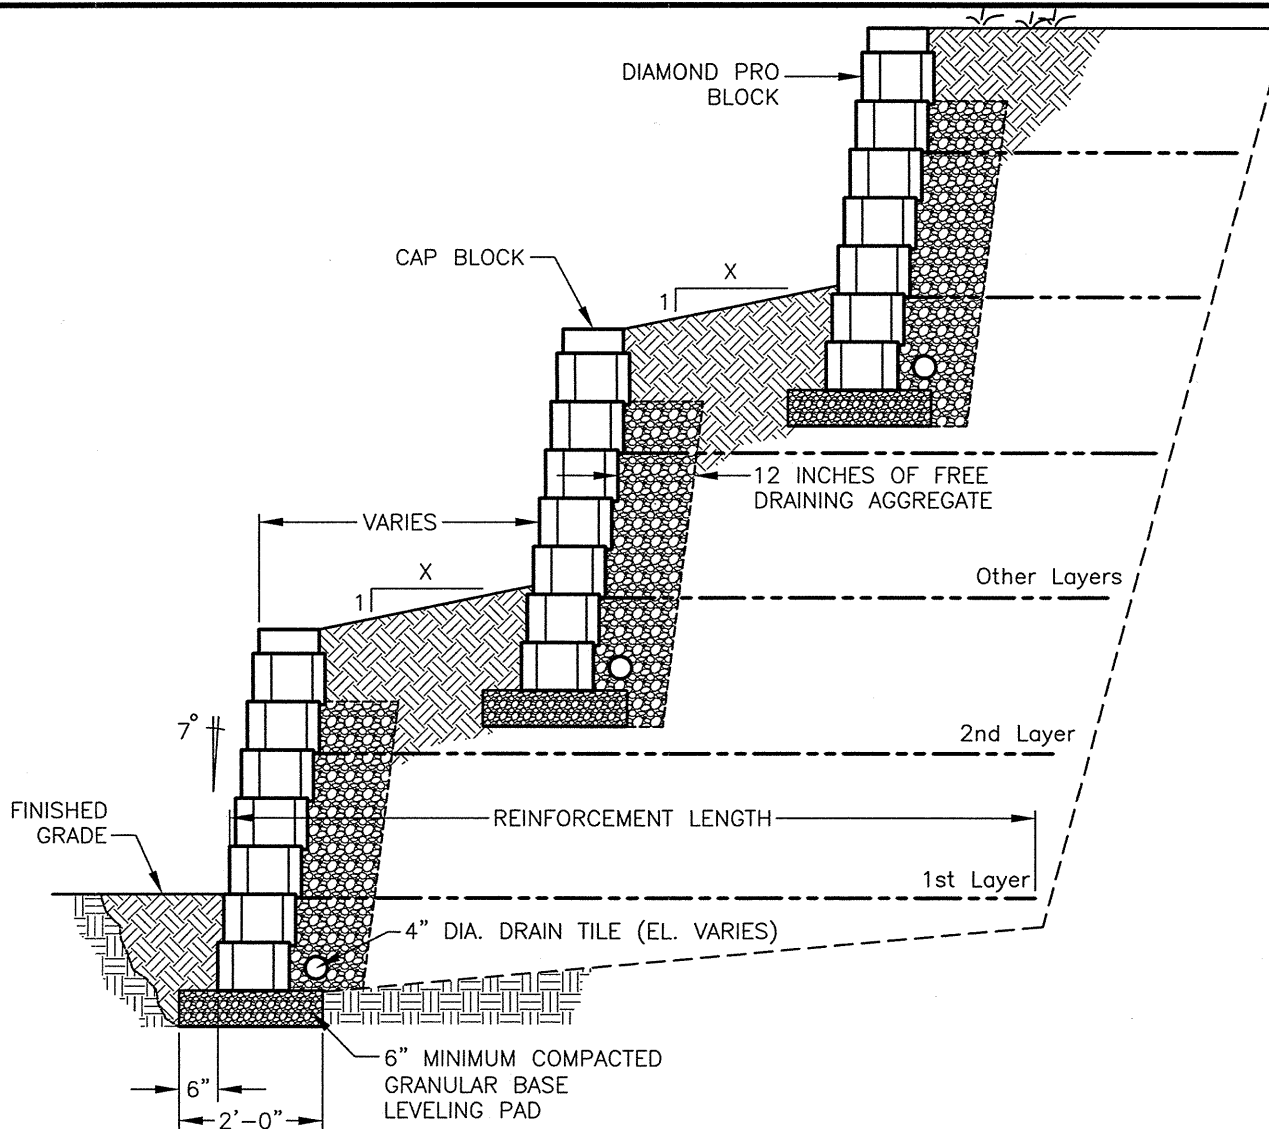 DIAMOND PRO
BLOCK
CAP BLOCK
X
1
12 INCHES OF FREE
DRAINING AGGREGATE
VARIES
X
1
Other Layers
7°
2nd Layer
FINISHED
GRADE
REINFORCEMENT LENGTH
1st Layer
4" DIA. DRAIN TILE (EL. VARIES)
6" MINIMUM COMPACTED
GRANULAR BASE
LEVELING PAD
6"
2'-0"